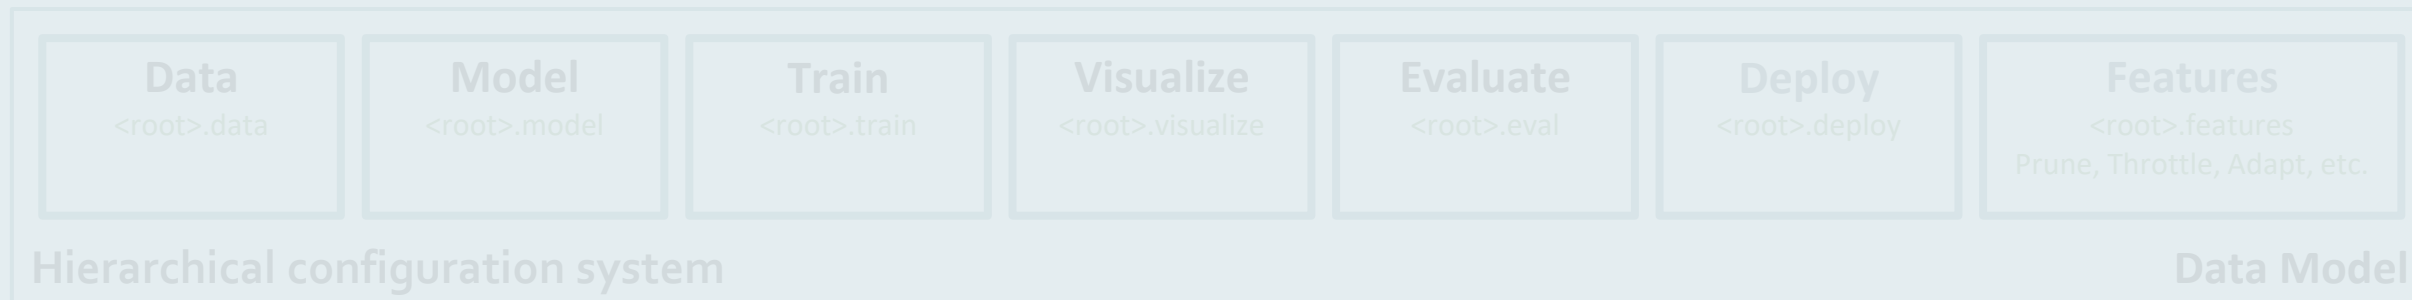 Data
<root>.data
Model
<root>.model
Train
<root>.train
Visualize
<root>.visualize
Evaluate
<root>.eval
Deploy
<root>.deploy
Features
<root>.features
Prune, Throttle, Adapt, etc.
Hierarchical configuration system
Data Model